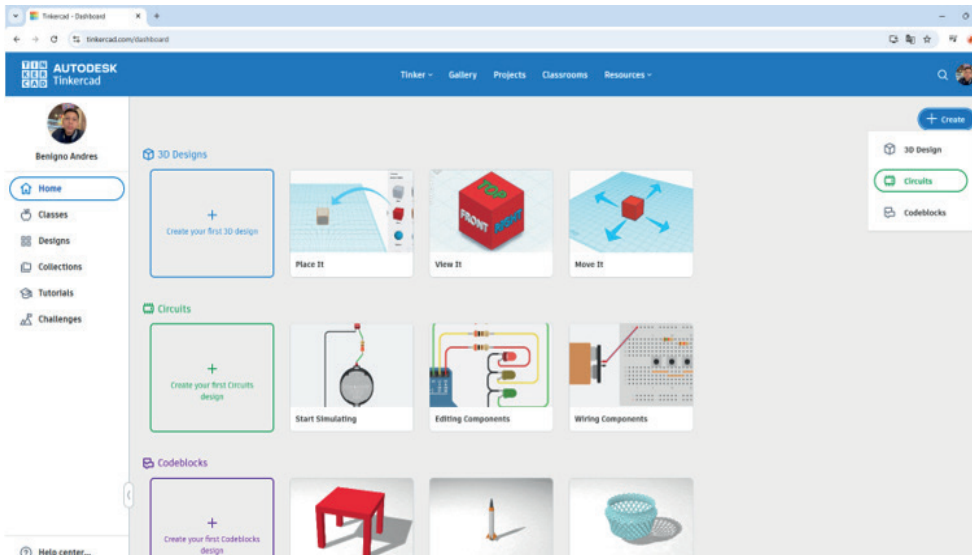 Tinkercad - Dashboard
tinkercad.com/dashboard
TIN
KER
CAD
AUTODESK
Tinkercad
Tinker
Gallery
Projects
Classrooms
Resources
Create
Benigno Andres
Home
Classes
Designs
Collections
Tutorials
Challenges
Help center...
3D Design
Circuits
Codeblocks
3D Designs
Create your first 3D design
Place It
TOP
FRONT
RIGHT
View It
Move It
Circuits
Create your first Circuits
design
Start Simulating
Editing Components
Wiring Components
Codeblocks
Create your first Codeblocks
design